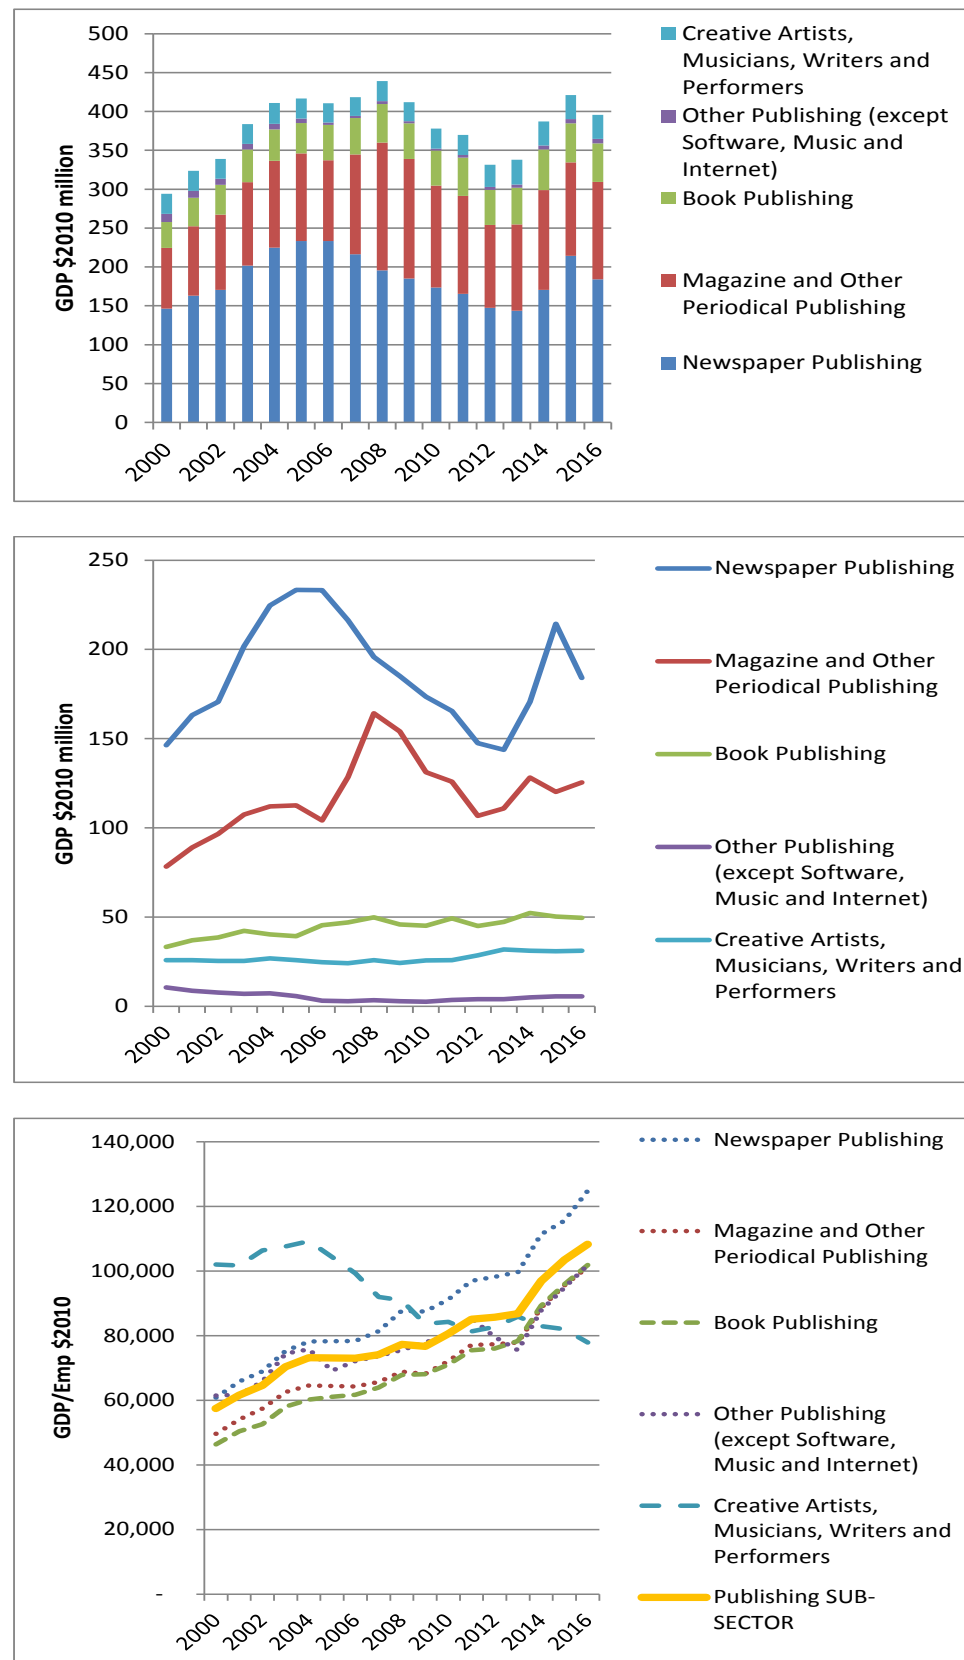 500
450
400
350
300
250
200
150
100
50
0
GDP $2010 million
2000
2002
2004
2006
2008
2010
2012
2014
2016
Creative Artists,
Musicians, Writers and
Performers
Other Publishing (except
Software, Music and
Internet)
Book Publishing
Magazine and Other
Periodical Publishing
Newspaper Publishing
250
200
150
100
50
0
GDP $2010 million
2000
2002
2004
2006
2008
2010
2012
2014
2016
Newspaper Publishing
Magazine and Other
Periodical Publishing
Book Publishing
Other Publishing
(except Software,
Music and Internet)
Creative Artists,
Musicians, Writers and
Performers
140,000
120,000
100,000
80,000
60,000
40,000
20,000
-
GDP/Emp $2010
2000
2002
2004
2006
2008
2010
2012
2014
2016
Newspaper Publishing
Magazine and Other
Periodical Publishing
Book Publishing
Other Publishing
(except Software,
Music and Internet)
Creative Artists,
Musicians, Writers and
Performers
Publishing SUB-
SECTOR